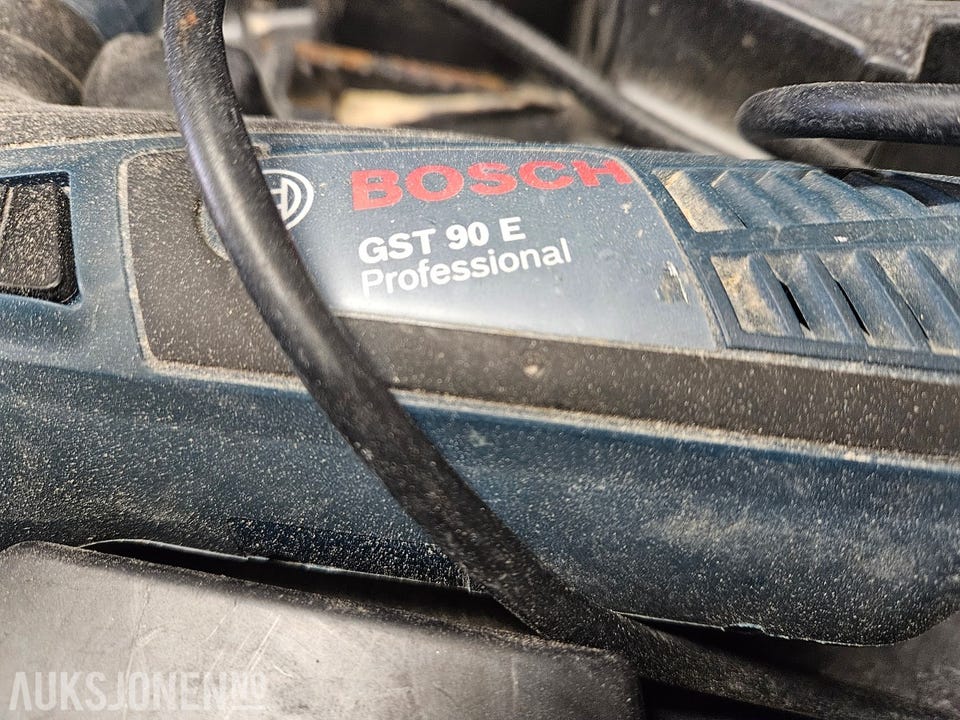 BOSCH
GST 90 E
Professional
AUKSJONEN.NO